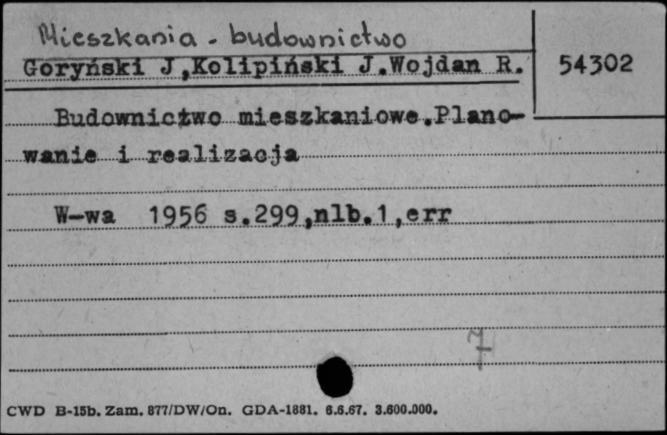 Mieszkania - budownictwo
Goryński J,Kolipiński J.Wojdan R.
54302
Budownictwo mieszkaniowe.Plano-
wanie i realizacja
W-wa 1956 s.299,nlb.1,err
7
CWD B-15b. Zam. 877/DW/On. GDA-1881. 6.6.67. 3.600.000.